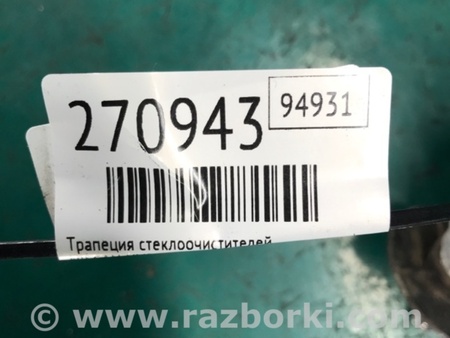 270943
94931
Трапеция стеклоочистителей
© www.razborki.com